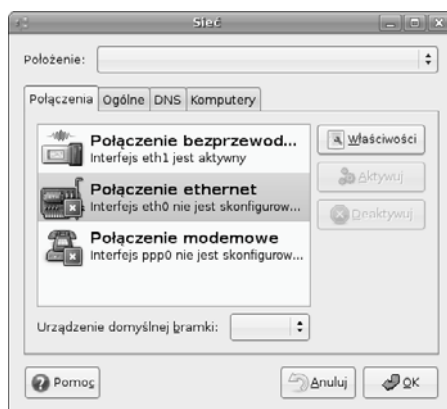 Sieć
Położenie:
Połączenia Ogólne DNS Komputery
Połączenie bezprzewod...
Interfejs eth1 jest aktywny
Połączenie ethernet
Interfejs eth0 nie jest skonfigurow...
Połączenie modemowe
Interfejs ppp0 nie jest skonfigurow...
Właściwości
Aktywuj
Deaktywuj
Urządzenie domyślnej bramki:
Pomoc
Anuluj
OK